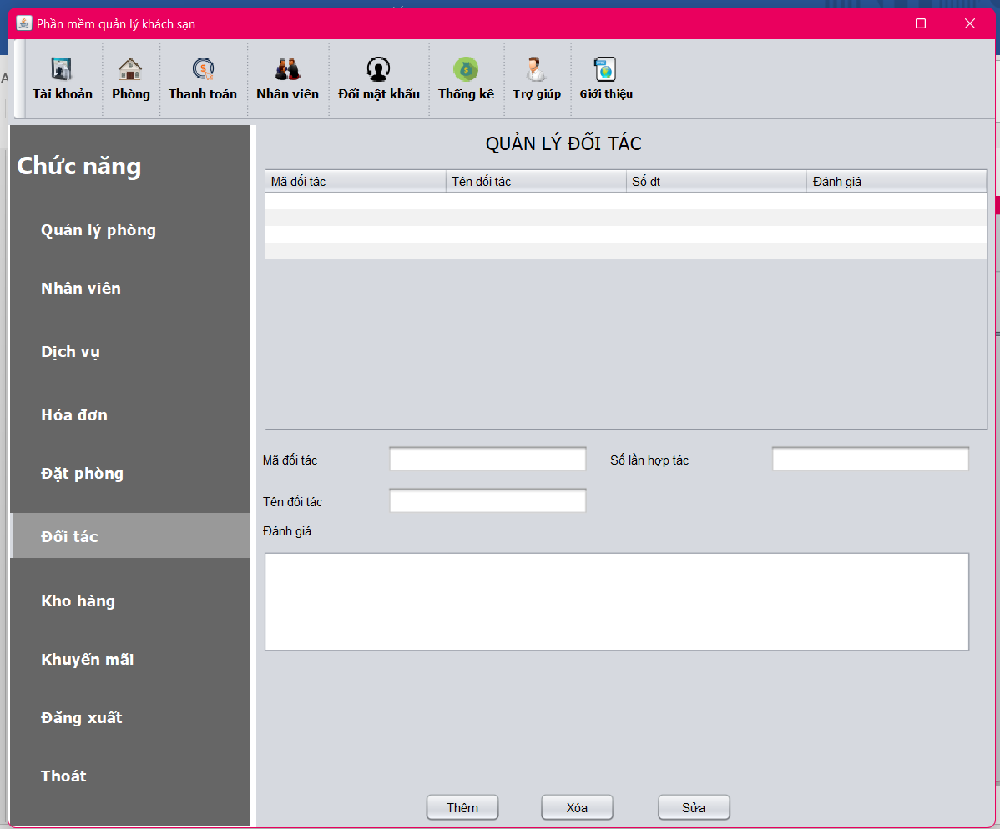 Phần mềm quản lý khách sạn
Tài khoản Phòng Thanh toán Nhân viên Đổi mật khẩu Thống kê Trợ giúp Giới thiệu
Chức năng
Quản lý phòng
Nhân viên
Dịch vụ
Hóa đơn
Đặt phòng
Đối tác
Kho hàng
Khuyến mãi
Đăng xuất
Thoát
QUẢN LÝ ĐỐI TÁC
Mã đối tác Tên đối tác Số đt Đánh giá
Mã đối tác Số lần hợp tác
Tên đối tác
Đánh giá
Thêm Xóa Sửa